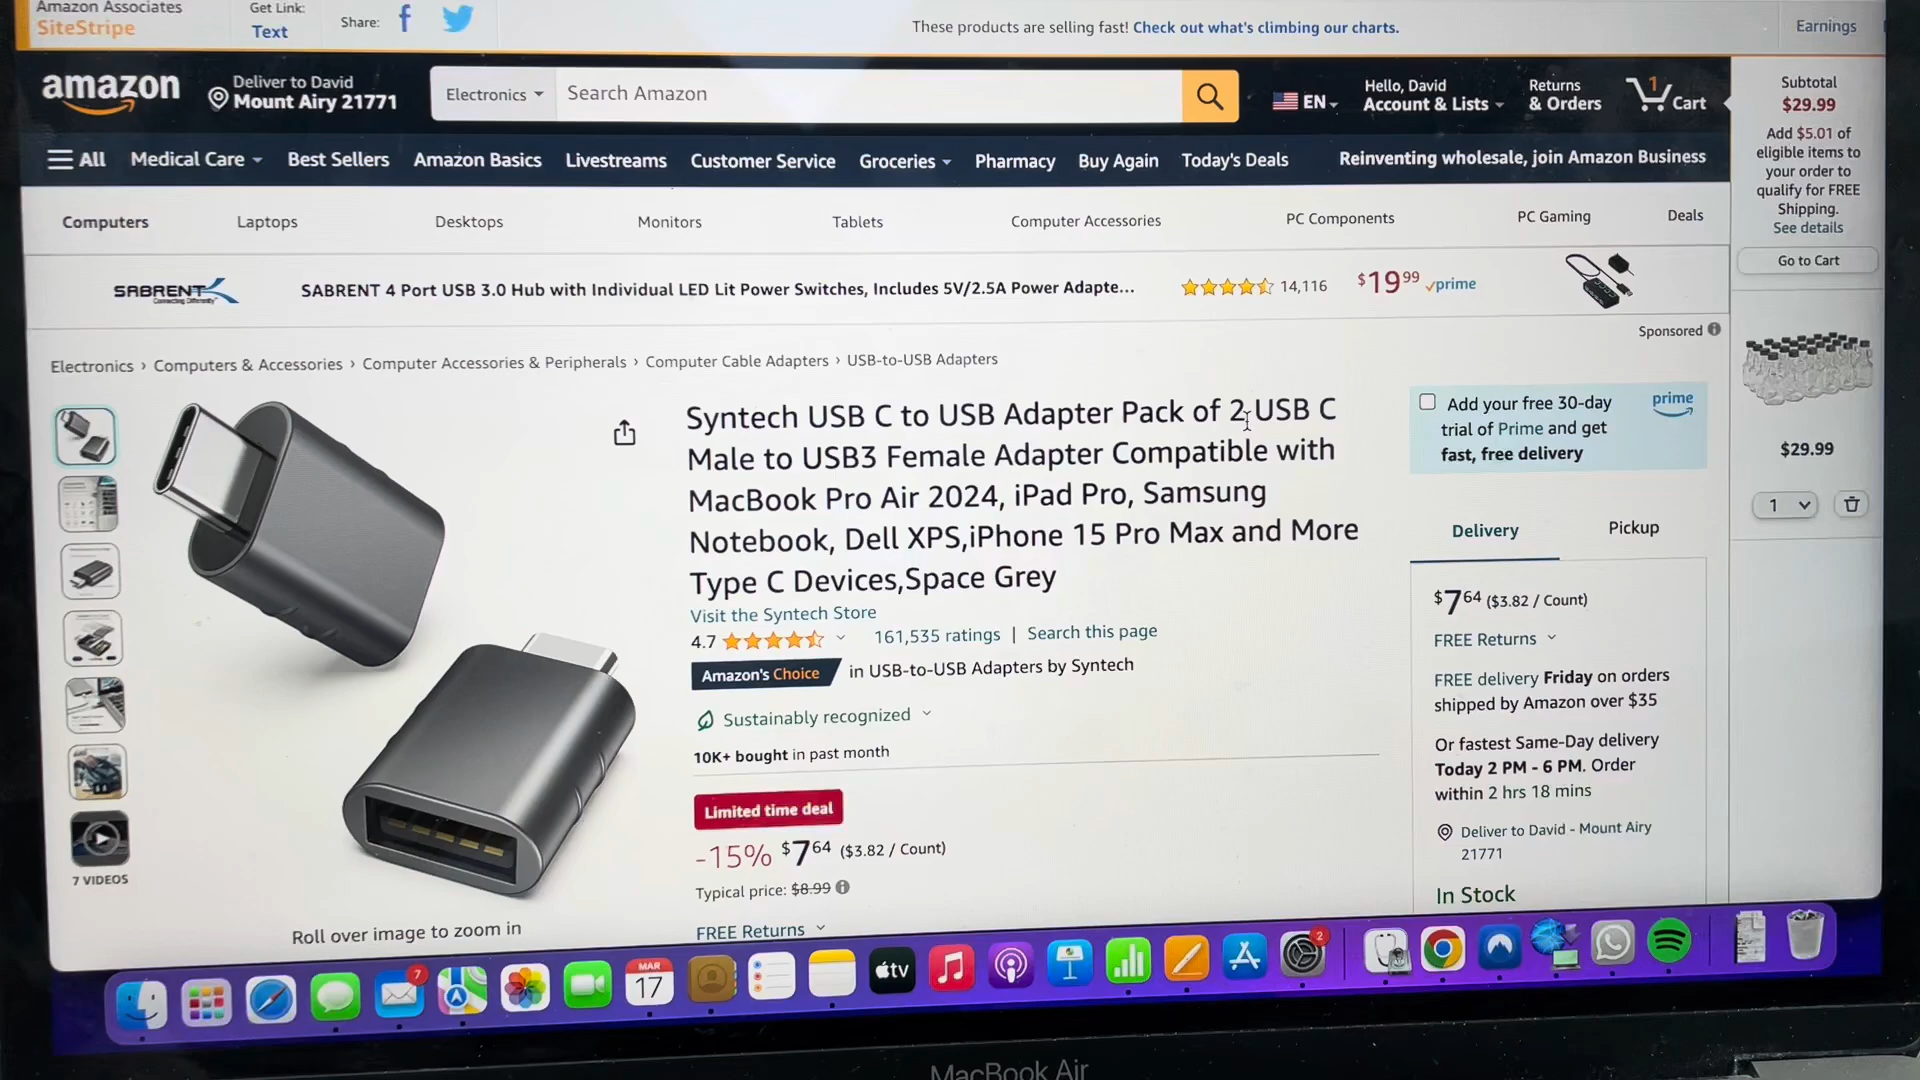 Amazon Associates
SiteStripe
Get Link:
Text
Share:
These products are selling fast! Check out what's climbing our charts.
Earnings
amazon
Deliver to David
Mount Airy 21771
Electronics
Search Amazon
EN
Hello, David
Account & Lists
Returns
& Orders
1
Cart
Subtotal
$29.99
Add $5.01 of
eligible items to
your order to
qualify for FREE
Shipping.
See details
Go to Cart
$29.99
1
All
Medical Care
Best Sellers
Amazon Basics
Livestreams
Customer Service
Groceries
Pharmacy
Buy Again
Today's Deals
Reinventing wholesale, join Amazon Business
Computers
Laptops
Desktops
Monitors
Tablets
Computer Accessories
PC Components
PC Gaming
Deals
SABRENT
Connecting Differently
SABRENT 4 Port USB 3.0 Hub with Individual LED Lit Power Switches, Includes 5V/2.5A Power Adapte...
14,116
$19.99 prime
Sponsored
Electronics › Computers & Accessories › Computer Accessories & Peripherals › Computer Cable Adapters › USB-to-USB Adapters
Syntech USB C to USB Adapter Pack of 2 USB C
Male to USB3 Female Adapter Compatible with
MacBook Pro Air 2024, iPad Pro, Samsung
Notebook, Dell XPS,iPhone 15 Pro Max and More
Type C Devices,Space Grey
Visit the Syntech Store
4.7
161,535 ratings | Search this page
Amazon's Choice
in USB-to-USB Adapters by Syntech
Sustainably recognized
10K+ bought in past month
Limited time deal
-15% $7.64 ($3.82 / Count)
Typical price: $8.99
FREE Returns
7 VIDEOS
Roll over image to zoom in
Add your free 30-day
trial of Prime and get
fast, free delivery
prime
Delivery
Pickup
$7.64 ($3.82 / Count)
FREE Returns
FREE delivery Friday on orders
shipped by Amazon over $35
Or fastest Same-Day delivery
Today 2 PM - 6 PM. Order
within 2 hrs 18 mins
Deliver to David - Mount Airy
21771
In Stock
7
MAR
17
tv
2
MacBook Air